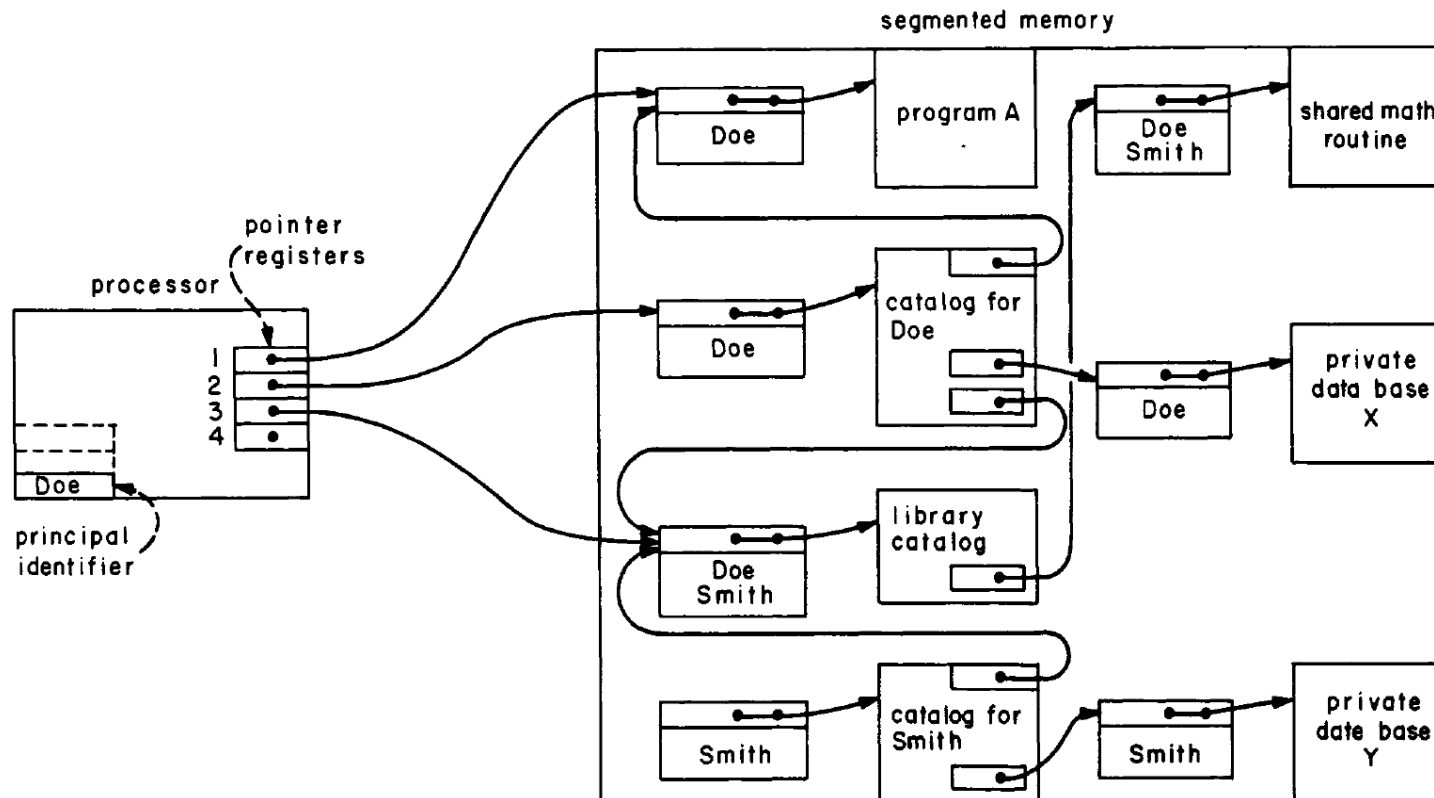 segmented memory
Doe
program A
Doe
Smith
shared math
routine
pointer
registers
processor
1
2
3
4
Doe
principal
identifier
Doe
catalog for
Doe
Doe
private
data base
X
Doe
Smith
library
catalog
Smith
catalog for
Smith
Smith
private
date base
Y